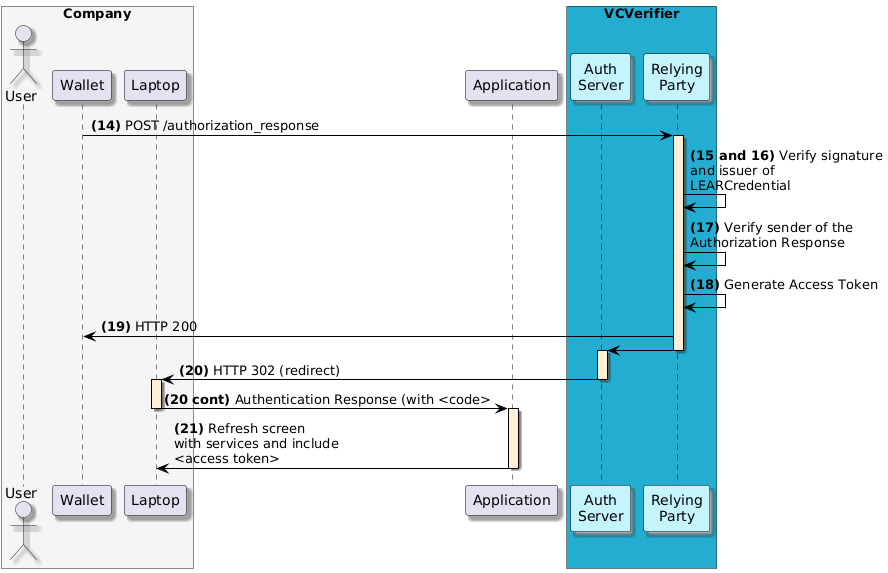 Company
VCVerifier
User
Wallet
Laptop
Application
Auth
Server
Relying
Party
(14) POST /authorization_response
(15 and 16) Verify signature
and issuer of
LEARCredential
(17) Verify sender of the
Authorization Response
(18) Generate Access Token
(19) HTTP 200
(20) HTTP 302 (redirect)
(20 cont) Authentication Response (with <code>
(21) Refresh screen
with services and include
<access token>
User
Wallet
Laptop
Application
Auth
Server
Relying
Party